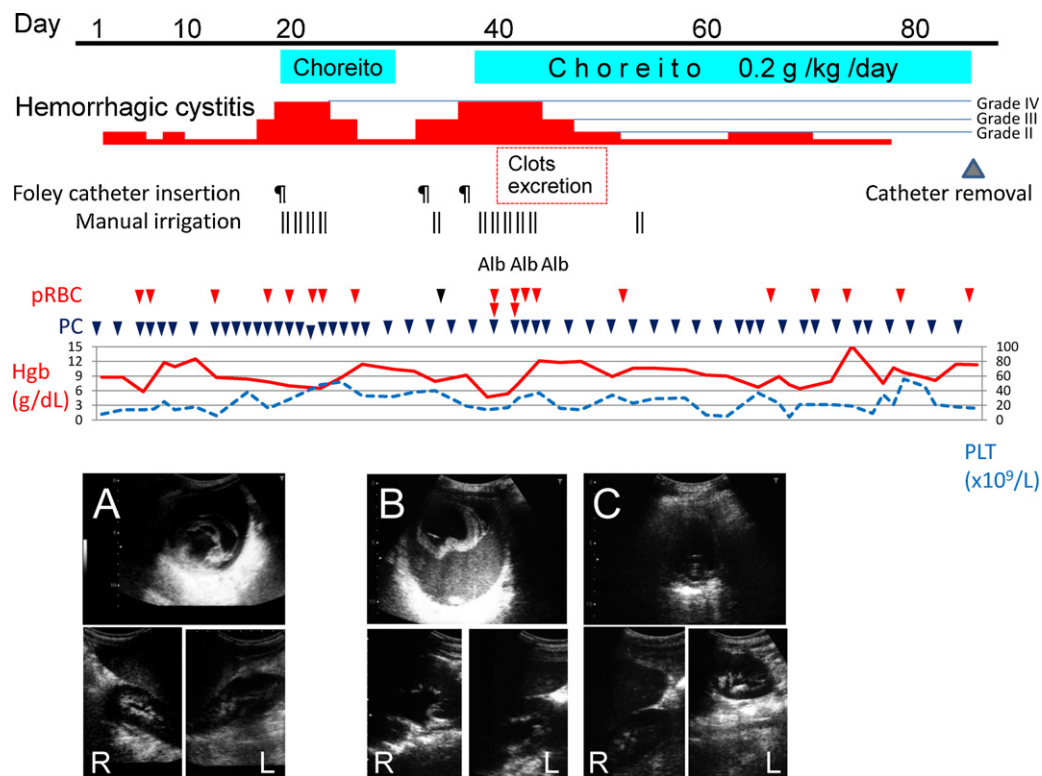 Day 1 10 20 40 60 80
Choreito
Choreito 0.2 g /kg /day
Hemorrhagic cystitis
Grade IV
Grade III
Grade II
Clots
excretion
Foley catheter insertion ¶ ¶ ¶
Catheter removal
Manual irrigation
Alb Alb Alb
pRBC
PC
15 100
12 80
9 60
6 40
3 20
0 0
Hgb
(g/dL)
PLT
(x10⁹/L)
A B C
R L R L R L